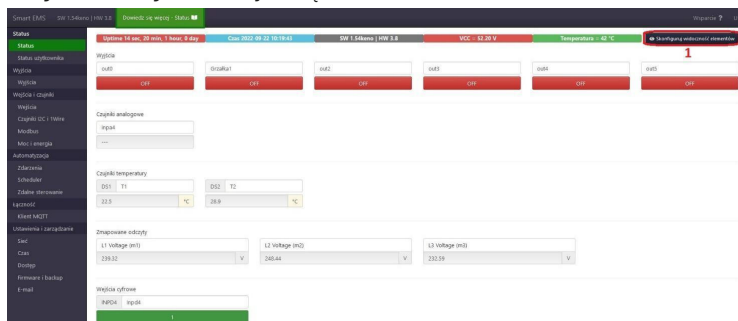 Smart EMS SW 1.54keno | HW 3.8 Dowiedz się więcej - Status Wsparcie ?
Status
Status
Status użytkownika
Wyjścia
Wyjścia
Wejścia i czujniki
Wejścia
Czujniki I2C i 1Wire
Modbus
Moc i energia
Automatyzacja
Zdarzenia
Scheduler
Zdalne sterowanie
Łączność
Klient MQTT
Ustawienia i zarządzanie
Sieć
Czas
Dostęp
Firmware i backup
E-mail
Uptime 14 sec, 20 min, 1 hour, 0 day Czas 2022-08-22 10:19:43 SW 1.54keno | HW 3.8 VCC = 52.20 V Temperatura = 42 °C Skonfiguruj widoczność elementów
1
Wyjścia
out0 Grzałka1 out2 out3 out4 out5
OFF OFF OFF OFF OFF OFF
Czujniki analogowe
Inpa4
---
Czujniki temperatury
DS1 T1 DS2 T2
22.5 °C 28.9 °C
Zmapowane odczyty
L1 Voltage (m1) L2 Voltage (m2) L3 Voltage (m3)
239.32 V 240.44 V 232.59 V
Wejścia cyfrowe
INPD4 Inpd4
1